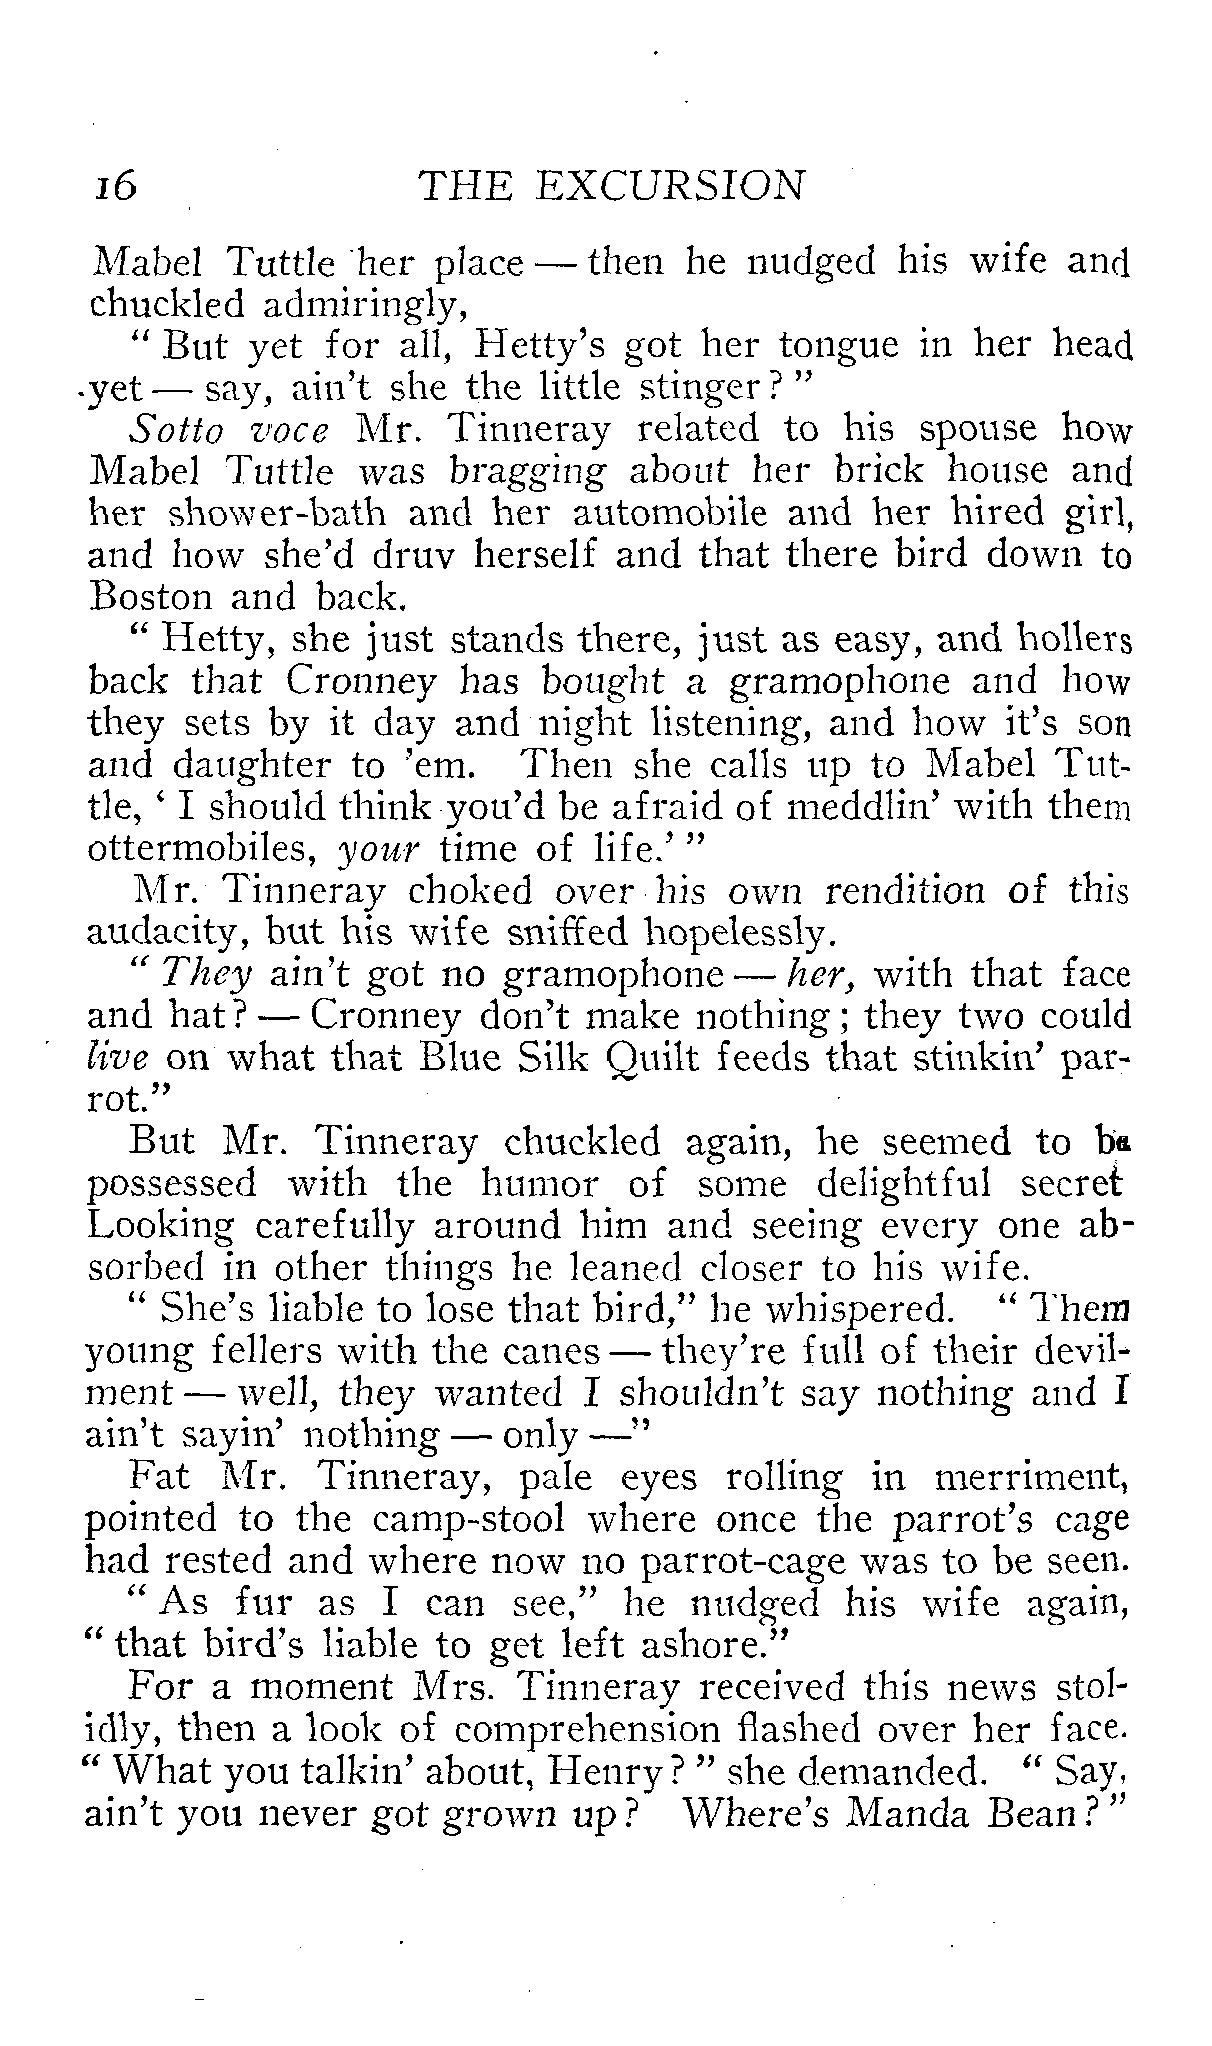 16 THE EXCURSION
Mabel Tuttle her place — then he nudged his wife and
chuckled admiringly,
" But yet for all, Hetty's got her tongue in her head
yet — say, ain't she the little stinger? "
Sotto voce Mr. Tinneray related to his spouse how
Mabel Tuttle was bragging about her brick house and
her shower-bath and her automobile and her hired girl,
and how she'd druv herself and that there bird down to
Boston and back.
" Hetty, she just stands there, just as easy, and hollers
back that Cronney has bought a gramophone and how
they sets by it day and night listening, and how it's son
and daughter to 'em. Then she calls up to Mabel Tut-
tle, ' I should think you'd be afraid of meddlin' with them
ottermobiles, your time of life.' "
Mr. Tinneray choked over his own rendition of this
audacity, but his wife sniffed hopelessly.
" They ain't got no gramophone — her, with that face
and hat? — Cronney don't make nothing; they two could
live on what that Blue Silk Quilt feeds that stinkin' par-
rot."
But Mr. Tinneray chuckled again, he seemed to be
possessed with the humor of some delightful secret
Looking carefully around him and seeing every one ab-
sorbed in other things he leaned closer to his wife.
" She's liable to lose that bird," he whispered. " Them
young fellers with the canes — they're full of their devil-
ment — well, they wanted I shouldn't say nothing and I
ain't sayin' nothing — only —"
Fat Mr. Tinneray, pale eyes rolling in merriment,
pointed to the camp-stool where once the parrot's cage
had rested and where now no parrot-cage was to be seen.
" As fur as I can see," he nudged his wife again,
" that bird's liable to get left ashore."
For a moment Mrs. Tinneray received this news stol-
idly, then a look of comprehension flashed over her face.
" What you talkin' about, Henry? " she demanded. " Say,
ain't you never got grown up? Where's Manda Bean? "